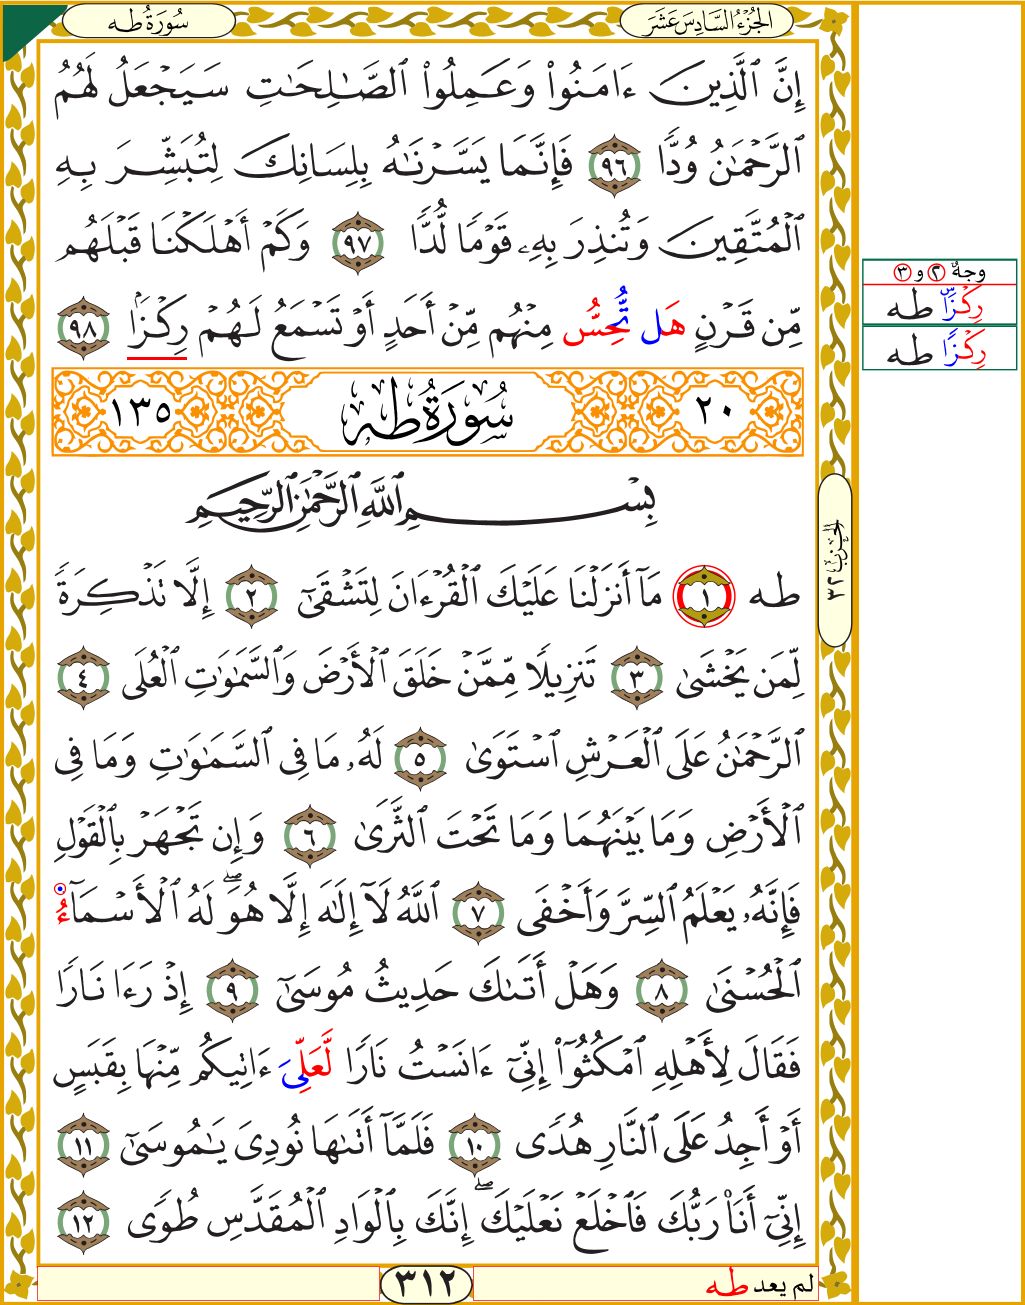 سُورَةُ طه
الجُزْءُ السَّادِسَ عَشَرَ
إِنَّ ٱلَّذِينَ ءَامَنُوا۟ وَعَمِلُوا۟ ٱلصَّـٰلِحَـٰتِ سَيَجْعَلُ لَهُمُ
ٱلرَّحْمَـٰنُ وُدًّا ٩٦ فَإِنَّمَا يَسَّرْنَـٰهُ بِلِسَانِكَ لِتُبَشِّرَ بِهِ
ٱلْمُتَّقِينَ وَتُنذِرَ بِهِۦ قَوْمًا لُّدًّا ٩٧ وَكَمْ أَهْلَكْنَا قَبْلَهُم
مِّن قَرْنٍ هَل تُّحِسُّ مِنْهُم مِّنْ أَحَدٍ أَوْ تَسْمَعُ لَهُمْ رِكْزَۢا ٩٨
وجهٌ ٢ و ٣
رِكْزًا طه
رِكْزًا طه
٢٠ سُورَةُ طه ١٣٥
بِسْمِ ٱللَّهِ ٱلرَّحْمَـٰنِ ٱلرَّحِيمِ
طه ١ مَآ أَنزَلْنَا عَلَيْكَ ٱلْقُرْءَانَ لِتَشْقَىٰٓ ٢ إِلَّا تَذْكِرَةً
لِّمَن يَخْشَىٰ ٣ تَنزِيلًا مِّمَّنْ خَلَقَ ٱلْأَرْضَ وَٱلسَّمَـٰوَٰتِ ٱلْعُلَى ٤
ٱلرَّحْمَـٰنُ عَلَى ٱلْعَرْشِ ٱسْتَوَىٰ ٥ لَهُۥ مَا فِى ٱلسَّمَـٰوَٰتِ وَمَا فِى
ٱلْأَرْضِ وَمَا بَيْنَهُمَا وَمَا تَحْتَ ٱلثَّرَىٰ ٦ وَإِن تَجْهَرْ بِٱلْقَوْلِ
فَإِنَّهُۥ يَعْلَمُ ٱلسِّرَّ وَأَخْفَى ٧ ٱللَّهُ لَآ إِلَـٰهَ إِلَّا هُوَ ۖ لَهُ ٱلْأَسْمَآءُ
ٱلْحُسْنَىٰ ٨ وَهَلْ أَتَىٰكَ حَدِيثُ مُوسَىٰٓ ٩ إِذْ رَءَا نَارًا
فَقَالَ لِأَهْلِهِ ٱمْكُثُوٓا۟ إِنِّىٓ ءَانَسْتُ نَارًا لَّعَلِّىَ ءَاتِيكُم مِّنْهَا بِقَبَسٍ
أَوْ أَجِدُ عَلَى ٱلنَّارِ هُدًى ١٠ فَلَمَّآ أَتَىٰهَا نُودِىَ يَـٰمُوسَىٰٓ ١١
إِنِّىٓ أَنَا۠ رَبُّكَ فَٱخْلَعْ نَعْلَيْكَ ۖ إِنَّكَ بِٱلْوَادِ ٱلْمُقَدَّسِ طُوًى ١٢
الحِزْبُ ٣٢
لم يعد طه
٣١٢